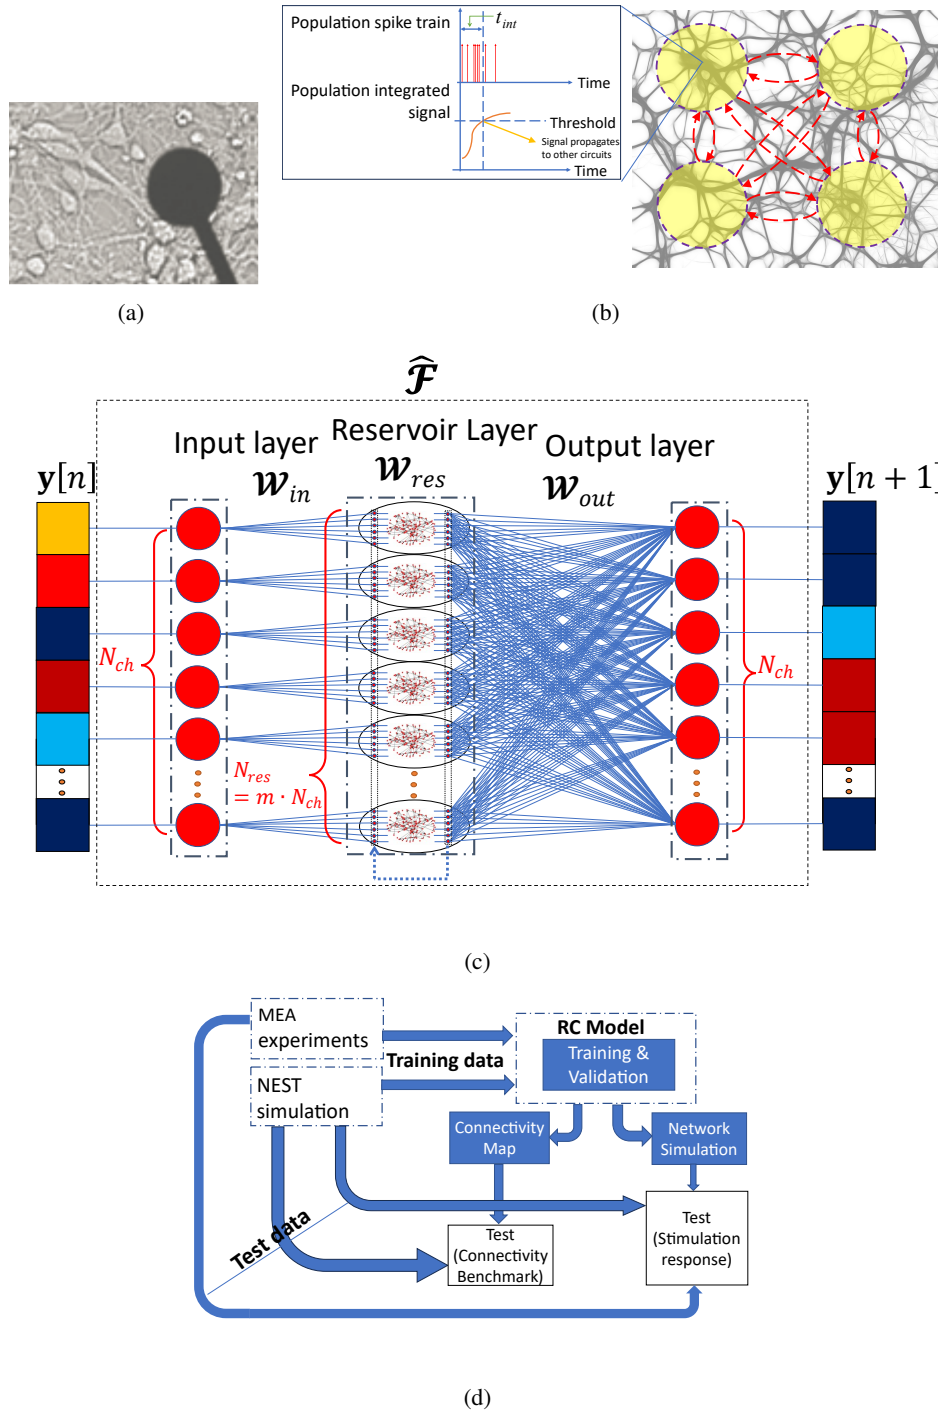 Population spike train
t_int
Time
Population integrated
signal
Threshold
Signal propagates
to other circuits
Time
(a)
(b)
𝓕̂
Input layer
𝓦_in
Reservoir Layer
𝓦_res
Output layer
𝓦_out
y[n]
y[n + 1]
N_ch
N_res
= m · N_ch
N_ch
(c)
MEA
experiments
Training data
NEST
simulation
RC Model
Training &
Validation
Connectivity
Map
Network
Simulation
Test data
Test
(Connectivity
Benchmark)
Test
(Stimulation
response)
(d)